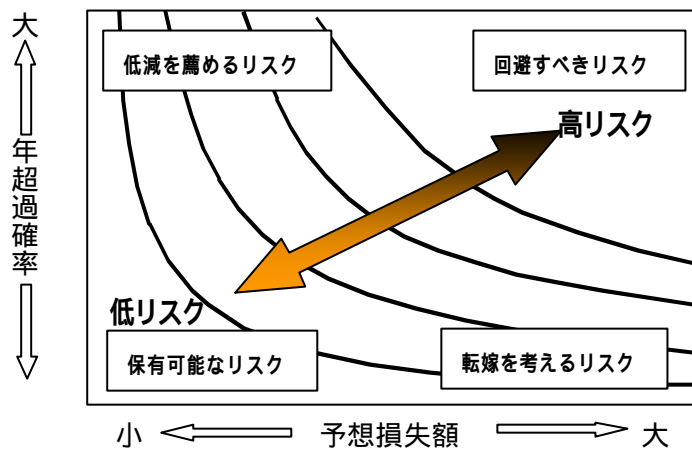 大
低減を薦めるリスク
回避すべきリスク
高リスク
年超過確率
低リスク
保有可能なリスク
転嫁を考えるリスク
小
予想損失額
大